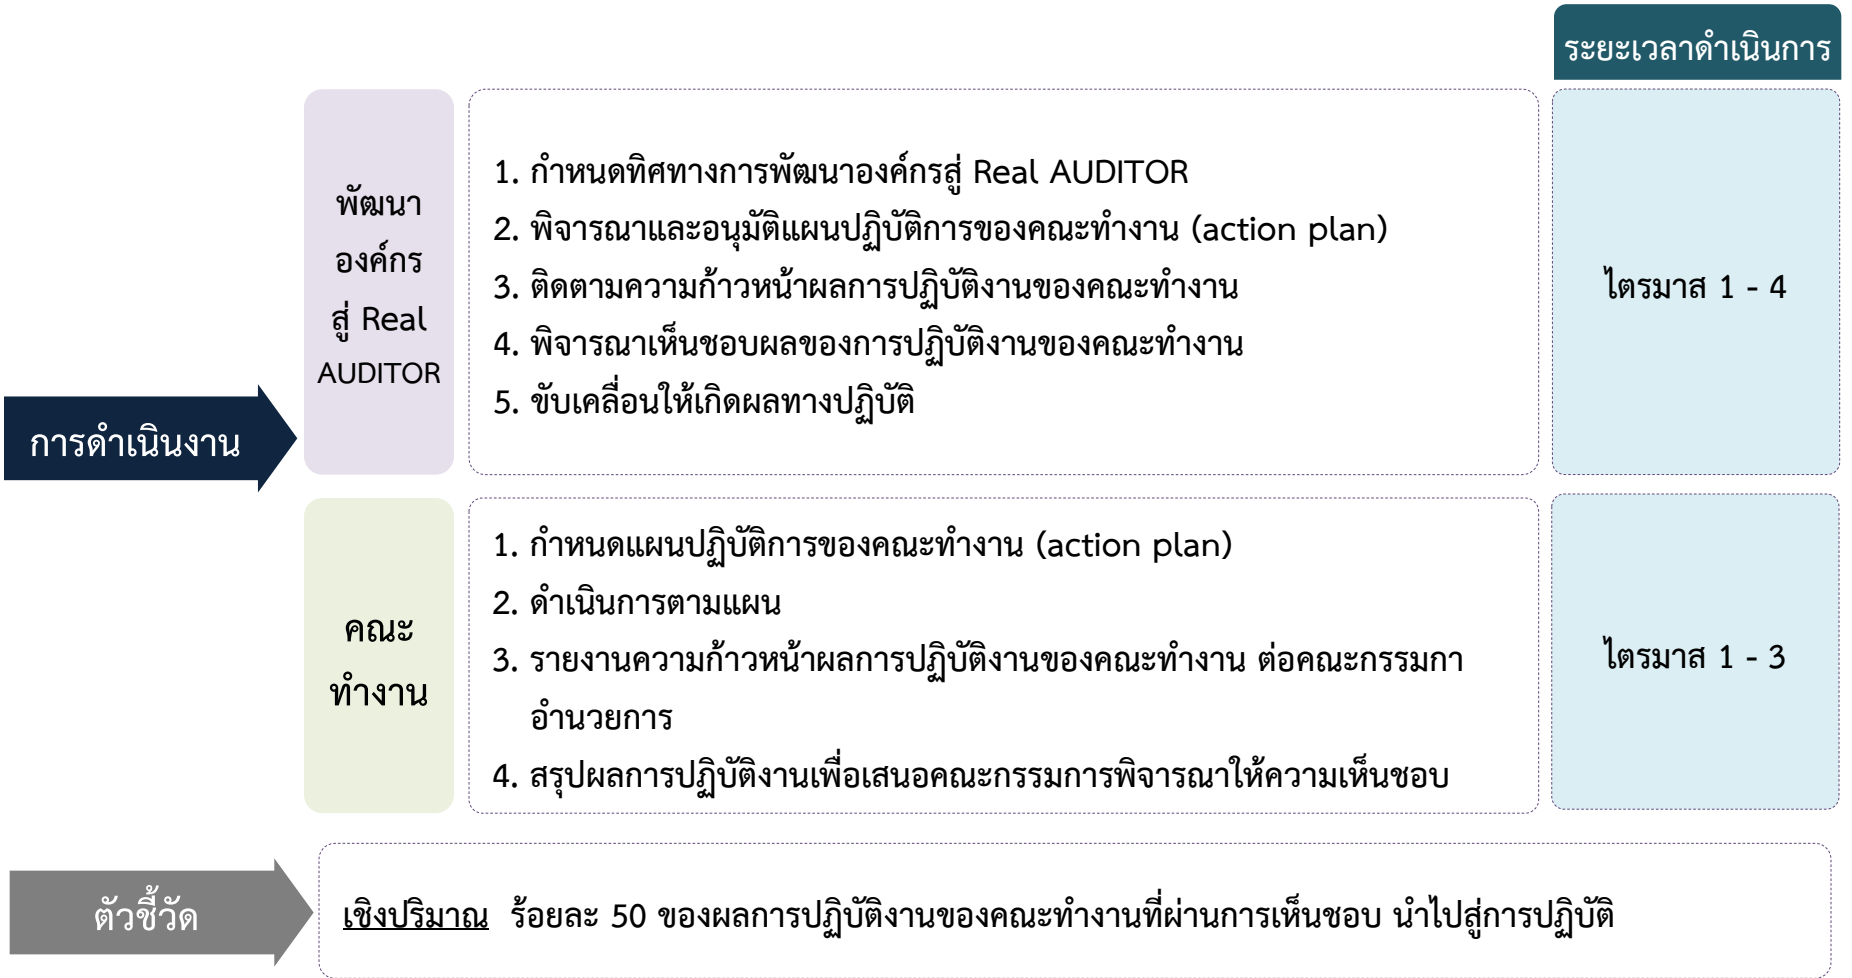 ระยะเวลาดำเนินการ
การดำเนินงาน
พัฒนา
องค์กร
สู่ Real
AUDITOR
1. กำหนดทิศทางการพัฒนาองค์กรสู่ Real AUDITOR
2. พิจารณาและอนุมัติแผนปฏิบัติการของคณะทำงาน (action plan)
3. ติดตามความก้าวหน้าผลการปฏิบัติงานของคณะทำงาน
4. พิจารณาเห็นชอบผลของการปฏิบัติงานของคณะทำงาน
5. ขับเคลื่อนให้เกิดผลทางปฏิบัติ
ไตรมาส 1 - 4
คณะ
ทำงาน
1. กำหนดแผนปฏิบัติการของคณะทำงาน (action plan)
2. ดำเนินการตามแผน
3. รายงานความก้าวหน้าผลการปฏิบัติงานของคณะทำงาน ต่อคณะกรรมกา
อำนวยการ
4. สรุปผลการปฏิบัติงานเพื่อเสนอคณะกรรมการพิจารณาให้ความเห็นชอบ
ไตรมาส 1 - 3
ตัวชี้วัด
เชิงปริมาณ ร้อยละ 50 ของผลการปฏิบัติงานของคณะทำงานที่ผ่านการเห็นชอบ นำไปสู่การปฏิบัติ